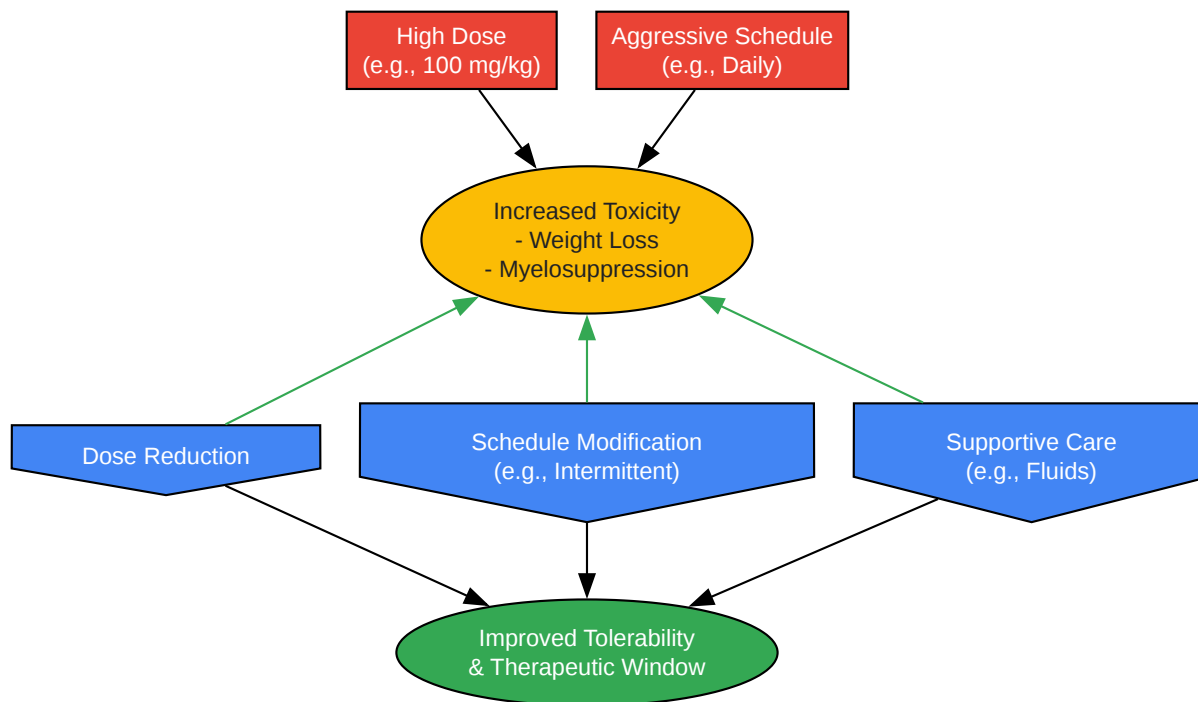 High Dose
(e.g., 100 mg/kg)
Aggressive Schedule
(e.g., Daily)
Increased Toxicity
- Weight Loss
- Myelosuppression
Dose Reduction
Schedule Modification
(e.g., Intermittent)
Supportive Care
(e.g., Fluids)
Improved Tolerability
& Therapeutic Window